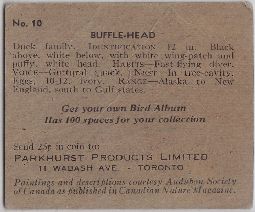 No. 10
BUFFLE-HEAD
Duck family. IDENTIFICATION 12 in. Black
above, white below, with white wing-patch and
puffy, white head. HABITS—Fast-flying diver.
VOICE—Guttural quack. NEST—In tree-cavity.
Eggs, 10-12, ivory. RANGE—Alaska to New
England, south to Gulf states.
Get your own Bird Album
Has 100 spaces for your collection
Send 25¢ in coin to:
PARKHURST PRODUCTS LIMITED
11 WABASH AVE. - TORONTO
Paintings and descriptions courtesy Audubon Society
of Canada as published in Canadian Nature Magazine.